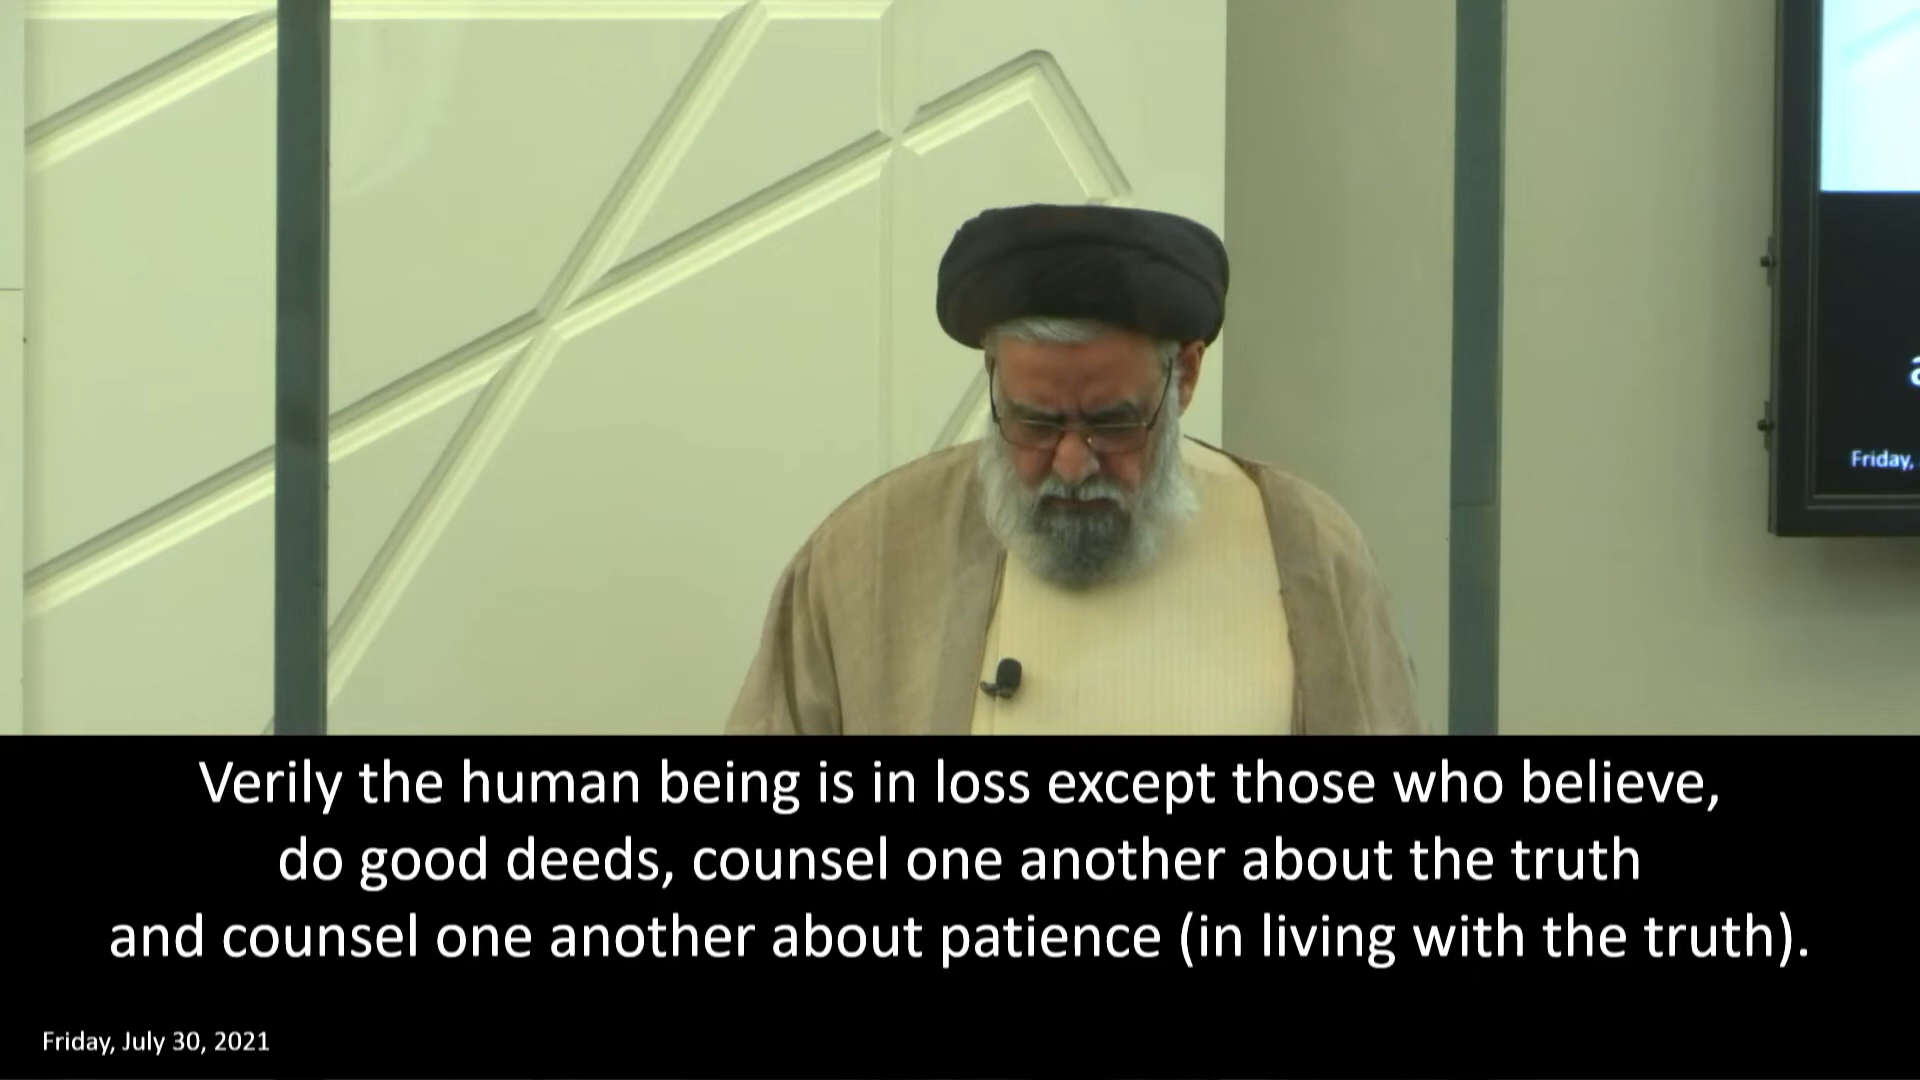 Friday,
Verily the human being is in loss except those who believe,
do good deeds, counsel one another about the truth
and counsel one another about patience (in living with the truth).
Friday, July 30, 2021